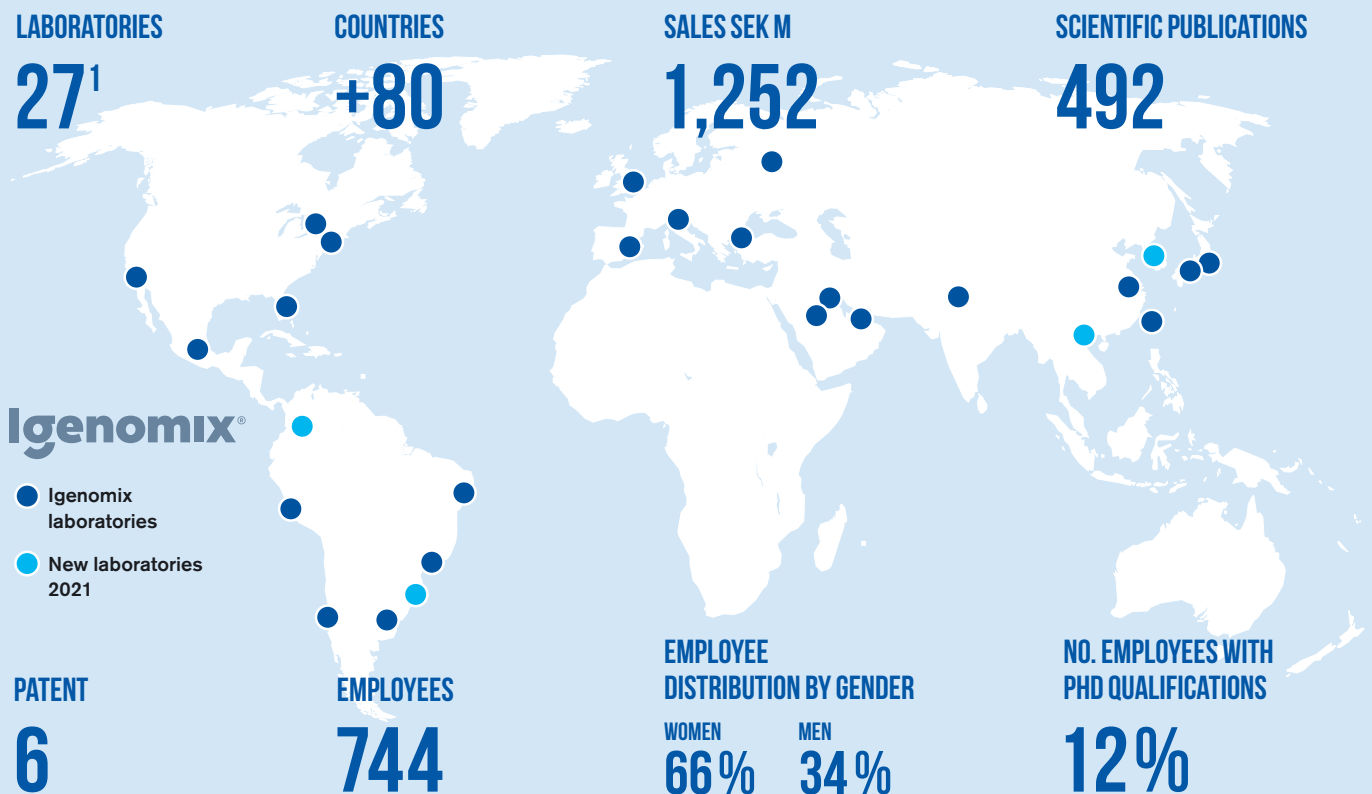 LABORATORIES
27¹
COUNTRIES
+80
SALES SEK M
1,252
SCIENTIFIC PUBLICATIONS
492
Igenomix®
Igenomix
laboratories
New laboratories
2021
PATENT
6
EMPLOYEES
744
EMPLOYEE
DISTRIBUTION BY GENDER
WOMEN
66 %
MEN
34 %
NO. EMPLOYEES WITH
PHD QUALIFICATIONS
12 %